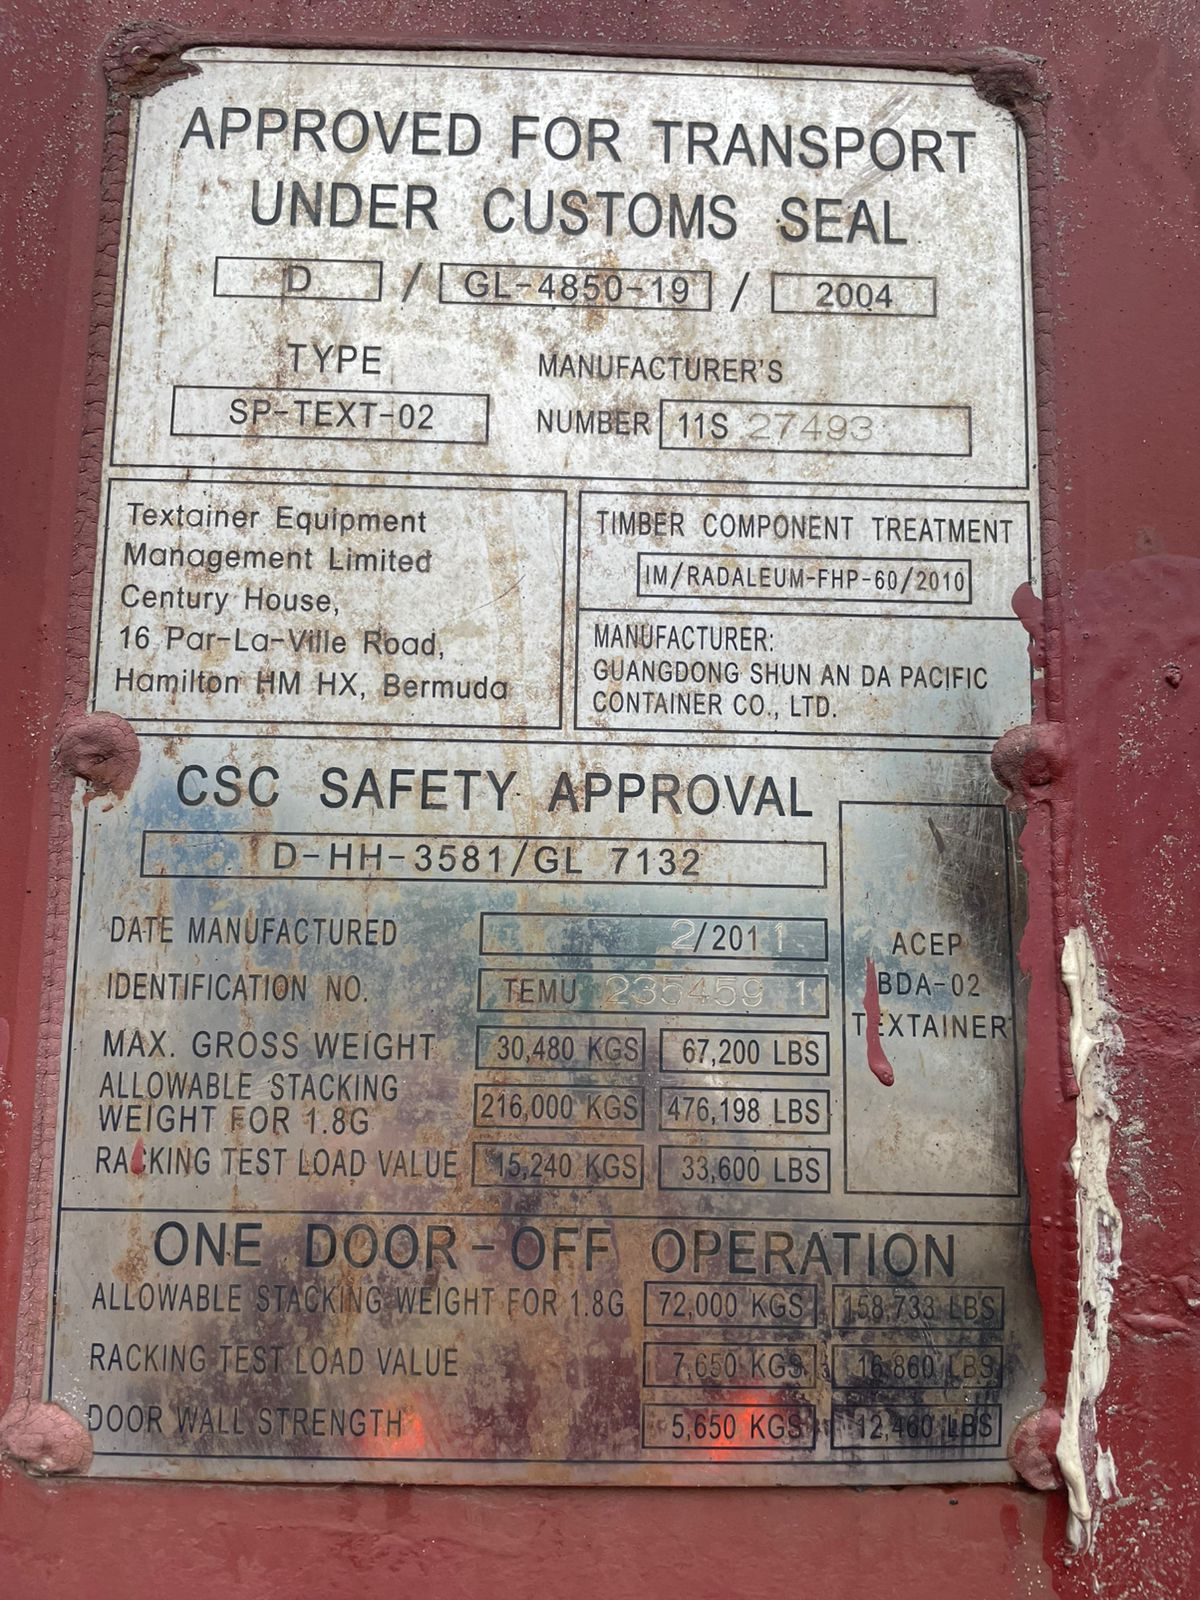 APPROVED FOR TRANSPORT
UNDER CUSTOMS SEAL
D / GL-4850-19 / 2004
TYPE
SP-TEXT-02
MANUFACTURER'S
NUMBER 11S 27493
Textainer Equipment
Management Limited
Century House,
16 Par-La-Ville Road,
Hamilton HM HX, Bermuda
TIMBER COMPONENT TREATMENT
IM/RADALEUM-FHP-60/2010
MANUFACTURER:
GUANGDONG SHUN AN DA PACIFIC
CONTAINER CO., LTD.
CSC SAFETY APPROVAL
D-HH-3581/GL 7132
DATE MANUFACTURED 2/2011
IDENTIFICATION NO. TEMU 235459 1
MAX. GROSS WEIGHT 30,480 KGS 67,200 LBS
ALLOWABLE STACKING
WEIGHT FOR 1.8G 216,000 KGS 476,198 LBS
RACKING TEST LOAD VALUE 15,240 KGS 33,600 LBS
ACEP
BDA-02
TEXTAINER
ONE DOOR-OFF OPERATION
ALLOWABLE STACKING WEIGHT FOR 1.8G 72,000 KGS 158,733 LBS
RACKING TEST LOAD VALUE 7,650 KGS 16,860 LBS
DOOR WALL STRENGTH 5,650 KGS 12,460 LBS